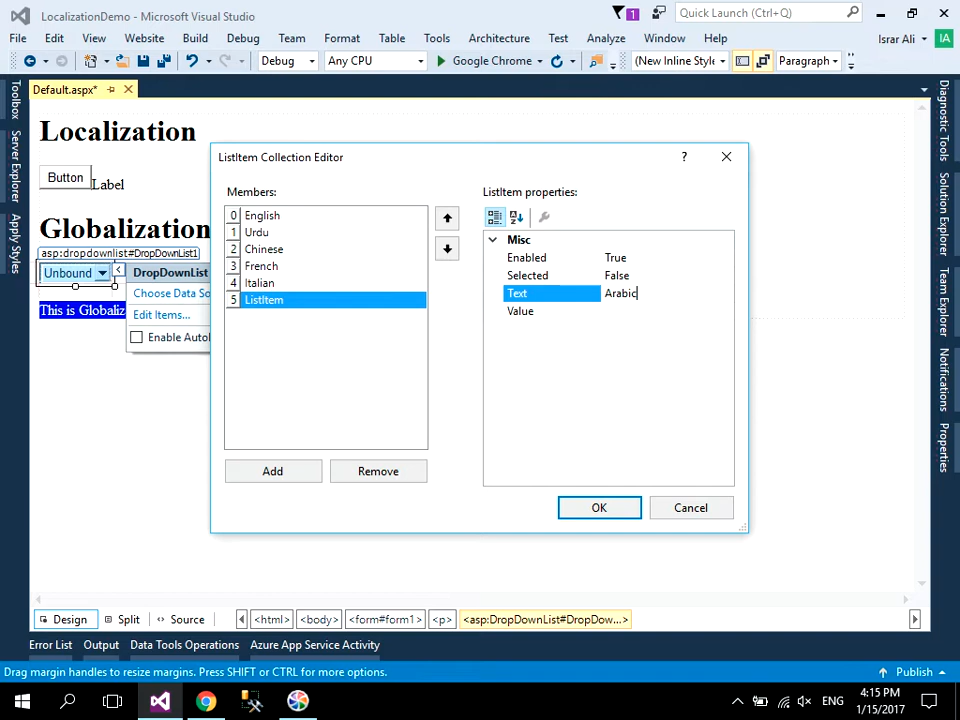 LocalizationDemo - Microsoft Visual Studio
1
Quick Launch (Ctrl+Q)
File Edit View Website Build Debug Team Format Table Tools Architecture Test Analyze Window Help Israr Ali IA
Debug Any CPU Google Chrome (New Inline Style Paragraph
Default.aspx*
Toolbox
Server Explorer
Apply Styles
Localization
Button Label
Globalization
asp:dropdownlist#DropDownList1
Unbound
DropDownList
Choose Data So
Edit Items...
Enable Auto
This is Globaliz
ListItem Collection Editor
?
Members:
0 English
1 Urdu
2 Chinese
3 French
4 Italian
5 ListItem
Add Remove
ListItem properties:
Misc
Enabled True
Selected False
Text Arabic
Value
OK Cancel
Diagnostic Tools
Solution Explorer
Team Explorer
Notifications
Properties
Design Split Source <html> <body> <form#form1> <p> <asp:DropDownList#DropDow...>
Error List Output Data Tools Operations Azure App Service Activity
Drag margin handles to resize margins. Press SHIFT or CTRL for more options. Publish
ENG
4:15 PM
1/15/2017